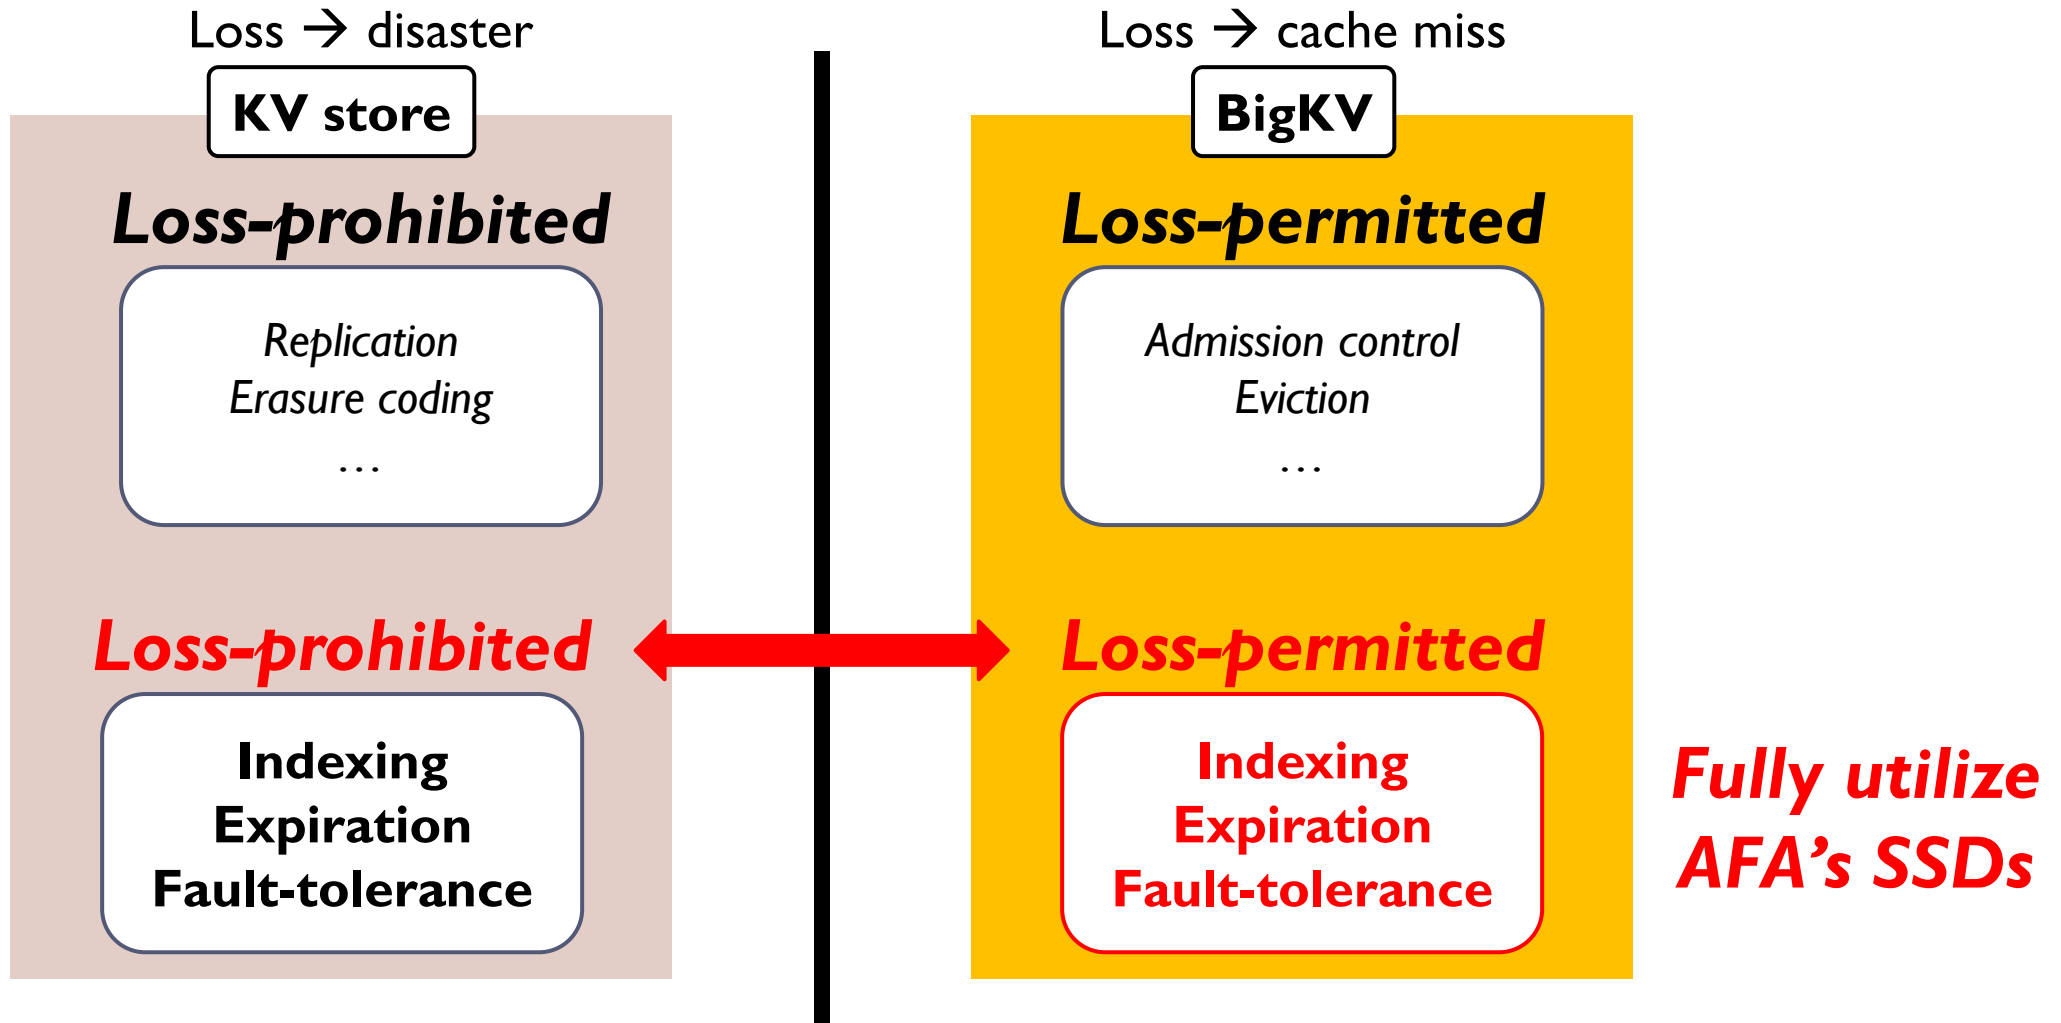 Loss → disaster
KV store
Loss-prohibited
Replication
Erasure coding
…
Loss-prohibited
Indexing
Expiration
Fault-tolerance
Loss → cache miss
BigKV
Loss-permitted
Admission control
Eviction
…
Loss-permitted
Indexing
Expiration
Fault-tolerance
Fully utilize
AFA’s SSDs